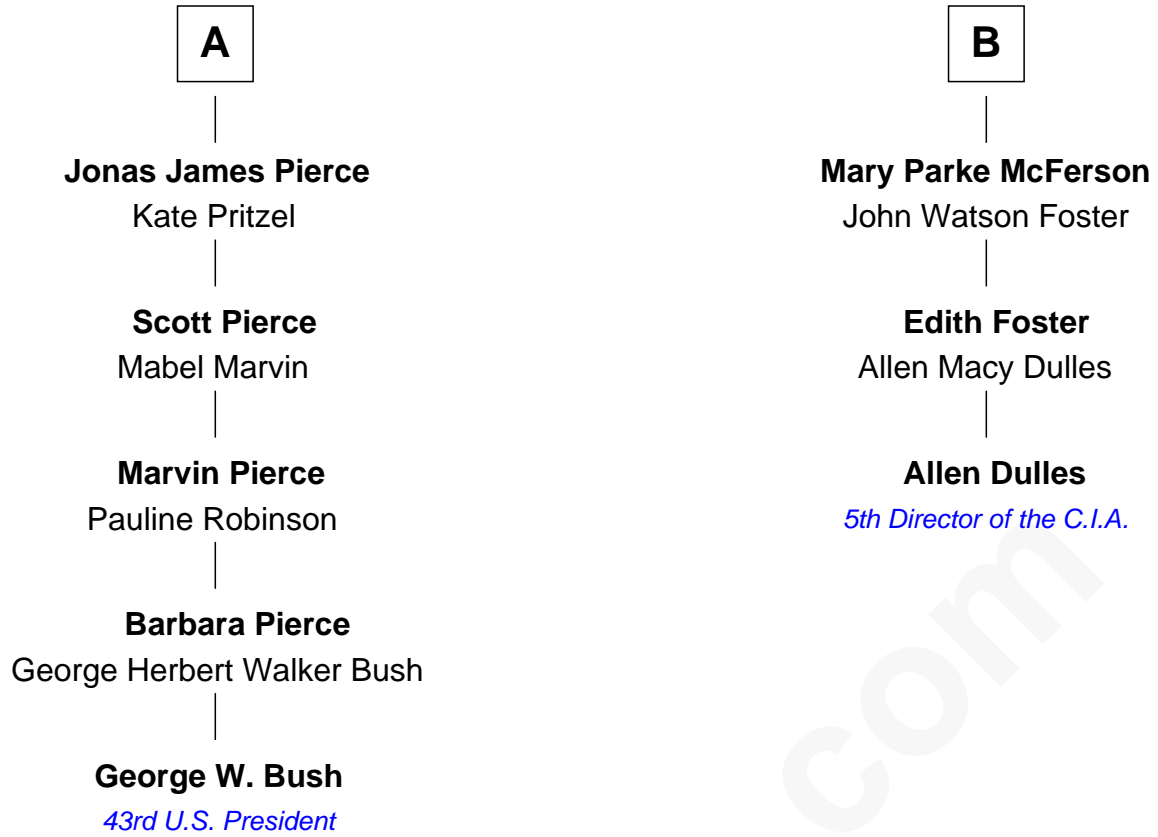 A
Jonas James Pierce
Kate Pritzel
Scott Pierce
Mabel Marvin
Marvin Pierce
Pauline Robinson
Barbara Pierce
George Herbert Walker Bush
George W. Bush
43rd U.S. President
B
Mary Parke McFerson
John Watson Foster
Edith Foster
Allen Macy Dulles
Allen Dulles
5th Director of the C.I.A.
com